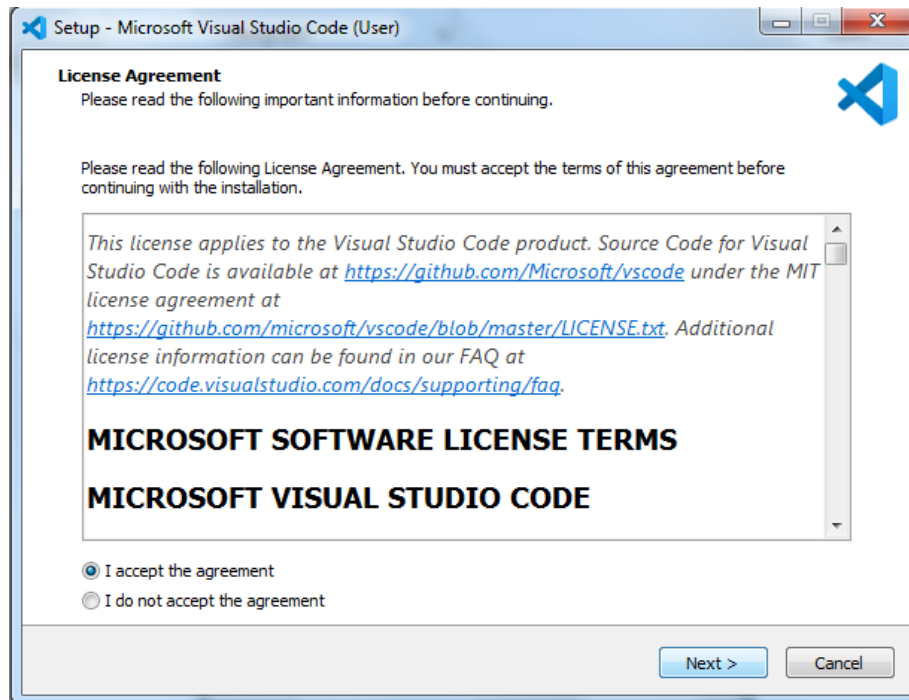 Setup - Microsoft Visual Studio Code (User)
License Agreement
Please read the following important information before continuing.
Please read the following License Agreement. You must accept the terms of this agreement before
continuing with the installation.
This license applies to the Visual Studio Code product. Source Code for Visual
Studio Code is available at https://github.com/Microsoft/vscode under the MIT
license agreement at
https://github.com/microsoft/vscode/blob/master/LICENSE.txt. Additional
license information can be found in our FAQ at
https://code.visualstudio.com/docs/supporting/faq.
MICROSOFT SOFTWARE LICENSE TERMS
MICROSOFT VISUAL STUDIO CODE
I accept the agreement
I do not accept the agreement
Next >
Cancel